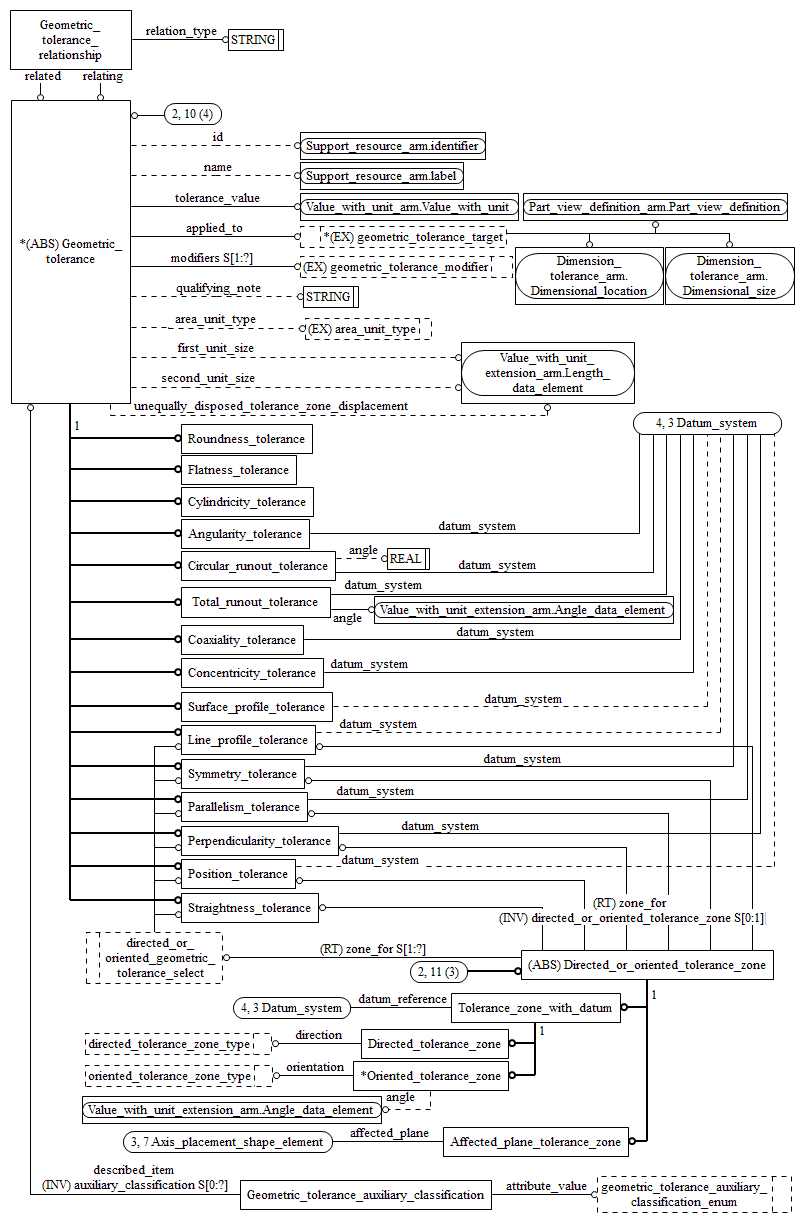 Geometric_
tolerance_
relationship
relation_type
STRING
related
relating
2, 10 (4)
id
Support_resource_arm.identifier
name
Support_resource_arm.label
tolerance_value
Value_with_unit_arm.Value_with_unit
Part_view_definition_arm.Part_view_definition
*(ABS) Geometric_
tolerance
applied_to
*(EX) geometric_tolerance_target
modifiers S[1:?]
(EX) geometric_tolerance_modifier
Dimension_
tolerance_arm.
Dimensional_location
Dimension_
tolerance_arm.
Dimensional_size
qualifying_note
STRING
area_unit_type
(EX) area_unit_type
first_unit_size
second_unit_size
Value_with_unit_
extension_arm.Length_
data_element
unequally_disposed_tolerance_zone_displacement
1
4, 3 Datum_system
Roundness_tolerance
Flatness_tolerance
Cylindricity_tolerance
Angularity_tolerance
datum_system
Circular_runout_tolerance
angle
REAL
datum_system
Total_runout_tolerance
datum_system
angle
Value_with_unit_extension_arm.Angle_data_element
Coaxiality_tolerance
datum_system
Concentricity_tolerance
datum_system
Surface_profile_tolerance
datum_system
Line_profile_tolerance
datum_system
Symmetry_tolerance
datum_system
Parallelism_tolerance
datum_system
Perpendicularity_tolerance
datum_system
Position_tolerance
datum_system
Straightness_tolerance
(RT) zone_for
(INV) directed_or_oriented_tolerance_zone S[0:1]
directed_or_
oriented_geometric_
tolerance_select
(RT) zone_for S[1:?]
(ABS) Directed_or_oriented_tolerance_zone
2, 11 (3)
1
4, 3 Datum_system
datum_reference
Tolerance_zone_with_datum
1
directed_tolerance_zone_type
direction
Directed_tolerance_zone
oriented_tolerance_zone_type
orientation
*Oriented_tolerance_zone
angle
Value_with_unit_extension_arm.Angle_data_element
3, 7 Axis_placement_shape_element
affected_plane
Affected_plane_tolerance_zone
described_item
(INV) auxiliary_classification S[0:?]
Geometric_tolerance_auxiliary_classification
attribute_value
geometric_tolerance_auxiliary_
classification_enum